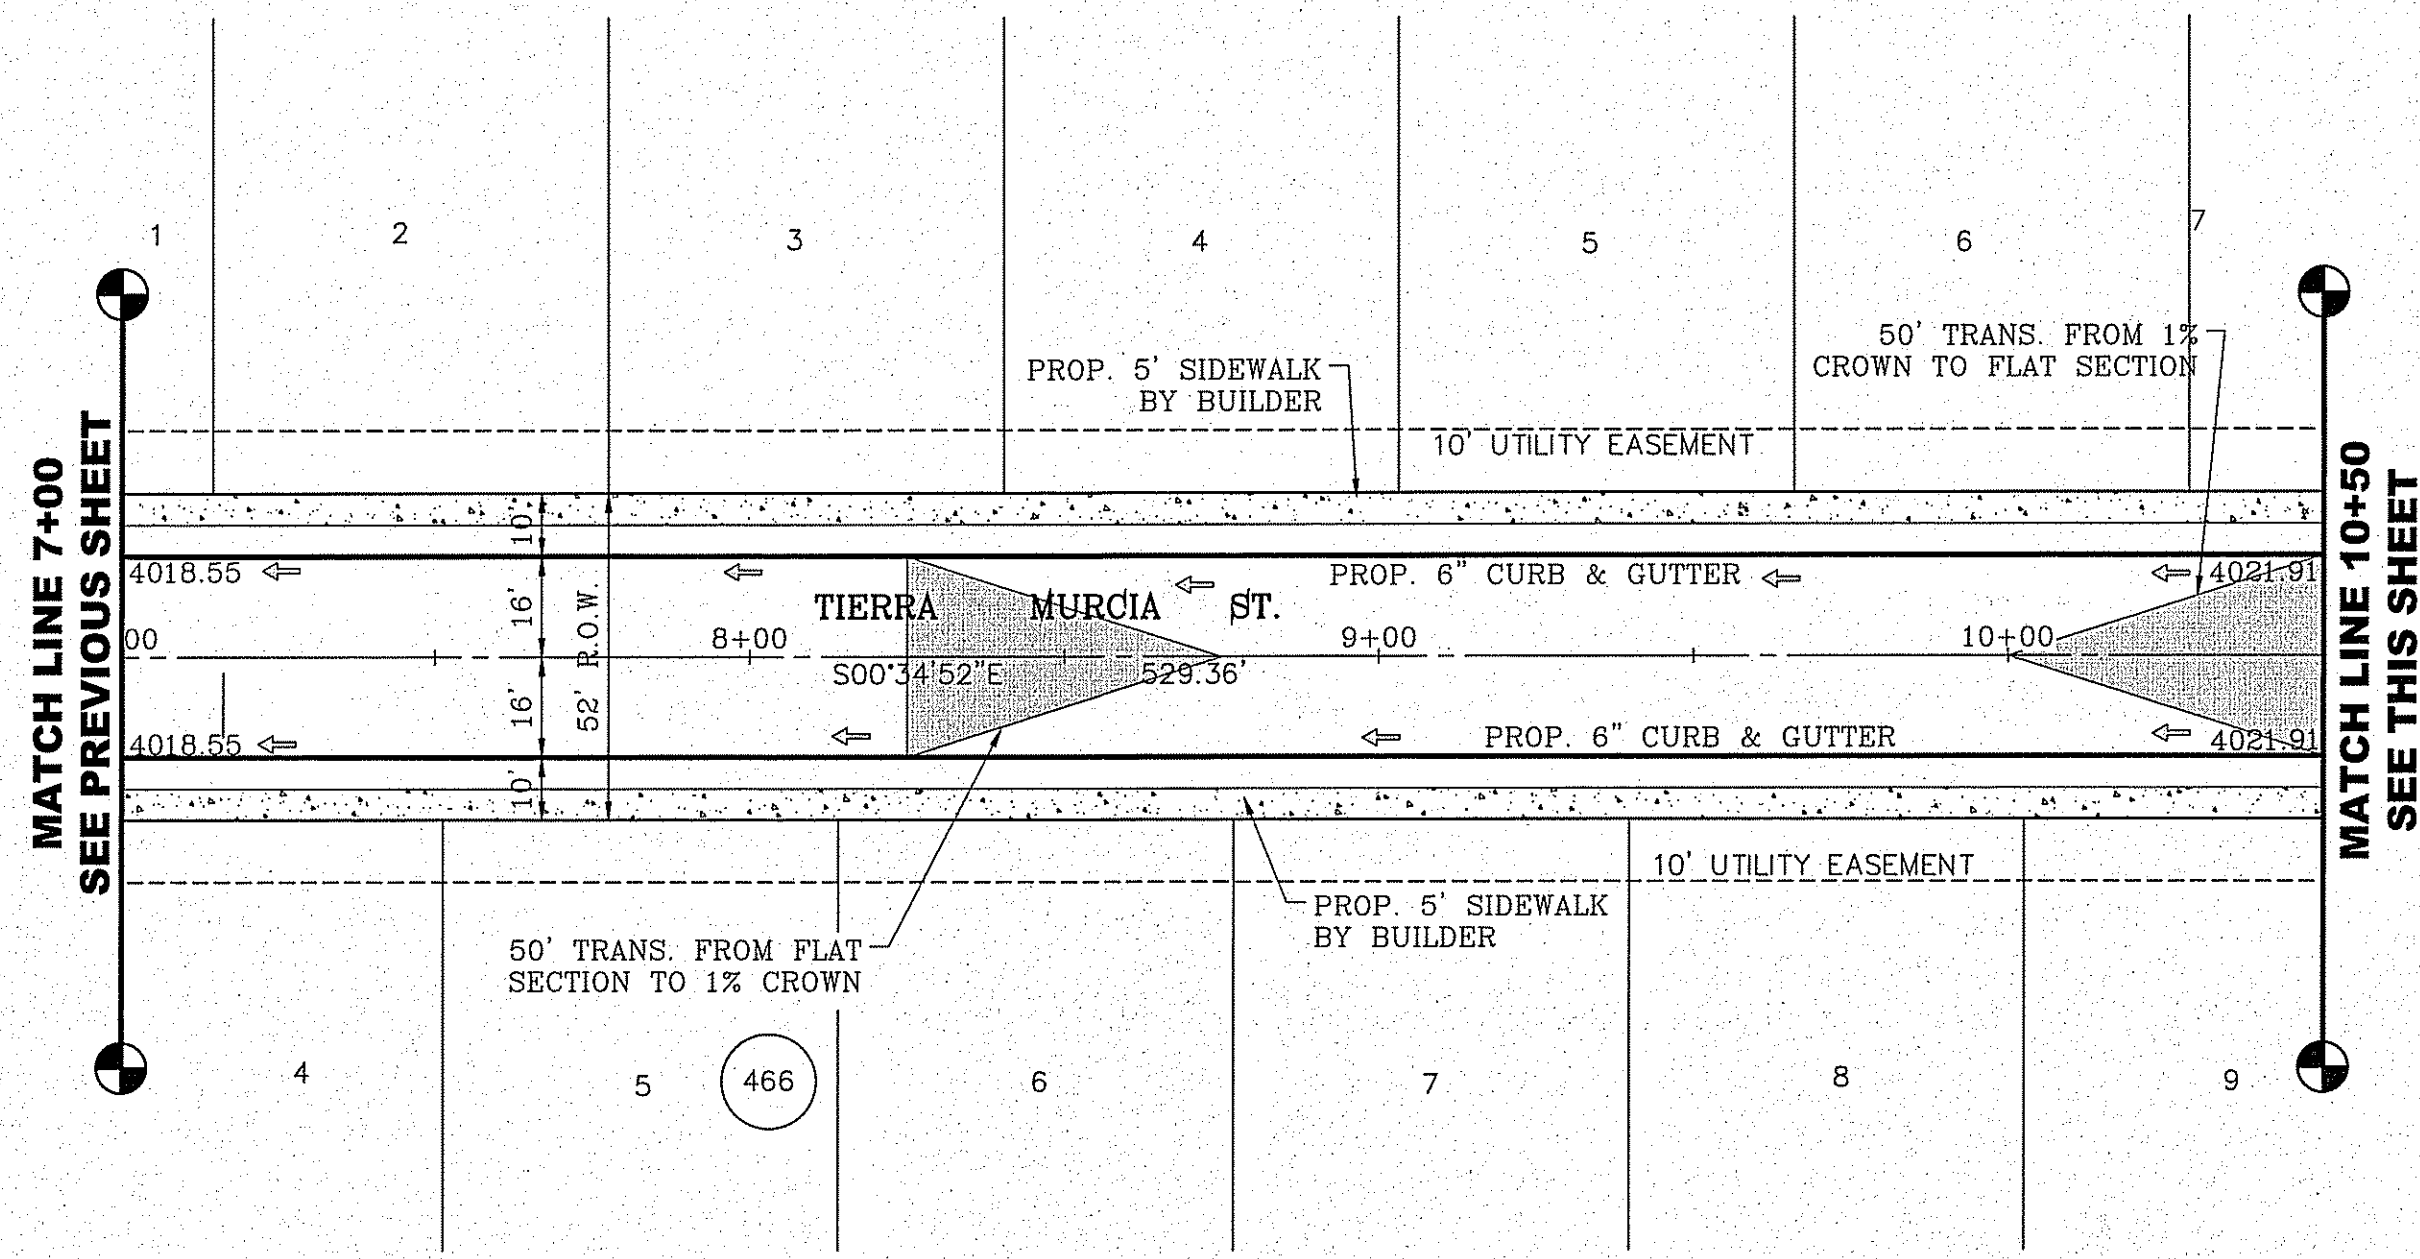 1
2
3
4
5
6
7
50' TRANS. FROM 1%
CROWN TO FLAT SECTION
PROP. 5' SIDEWALK
BY BUILDER
10' UTILITY EASEMENT
MATCH LINE 7+00
SEE PREVIOUS SHEET
MATCH LINE 10+50
SEE THIS SHEET
10'
4018.55
PROP. 6" CURB & GUTTER
4021.91
16'
52' R.O.W.
TIERRA MURCIA ST.
00
8+00
9+00
10+00
S00°34'52"E
529.36'
16'
4018.55
PROP. 6" CURB & GUTTER
4021.91
10'
10' UTILITY EASEMENT
PROP. 5' SIDEWALK
BY BUILDER
50' TRANS. FROM FLAT
SECTION TO 1% CROWN
4
5
466
6
7
8
9